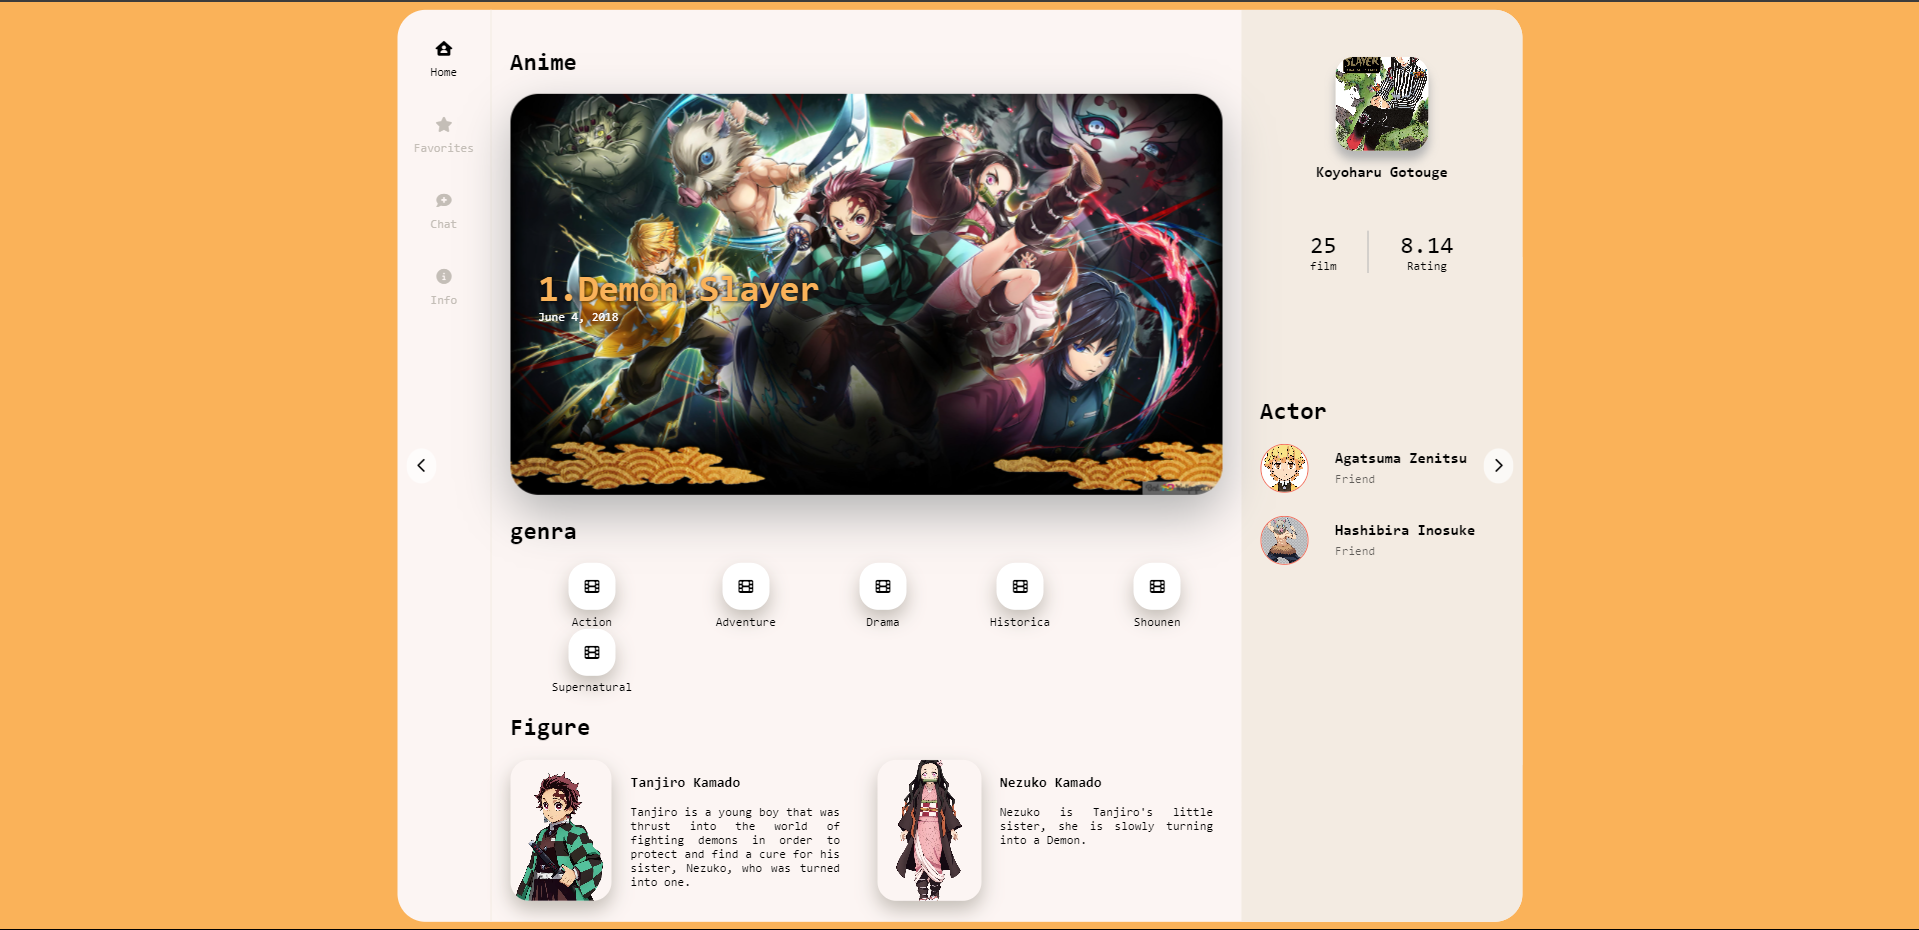 Home
Favorites
Chat
Info
Anime
1.Demon Slayer
June 4, 2018
genra
Action
Adventure
Drama
Historica
Shounen
Supernatural
Figure
Tanjiro Kamado
Tanjiro is a young boy that was
thrust into the world of
fighting demons in order to
protect and find a cure for his
sister, Nezuko, who was turned
into one.
Nezuko Kamado
Nezuko is Tanjiro's little
sister, she is slowly turning
into a Demon.
SLAYER
Koyoharu Gotouge
25
film
8.14
Rating
Actor
Agatsuma Zenitsu
Friend
Hashibira Inosuke
Friend